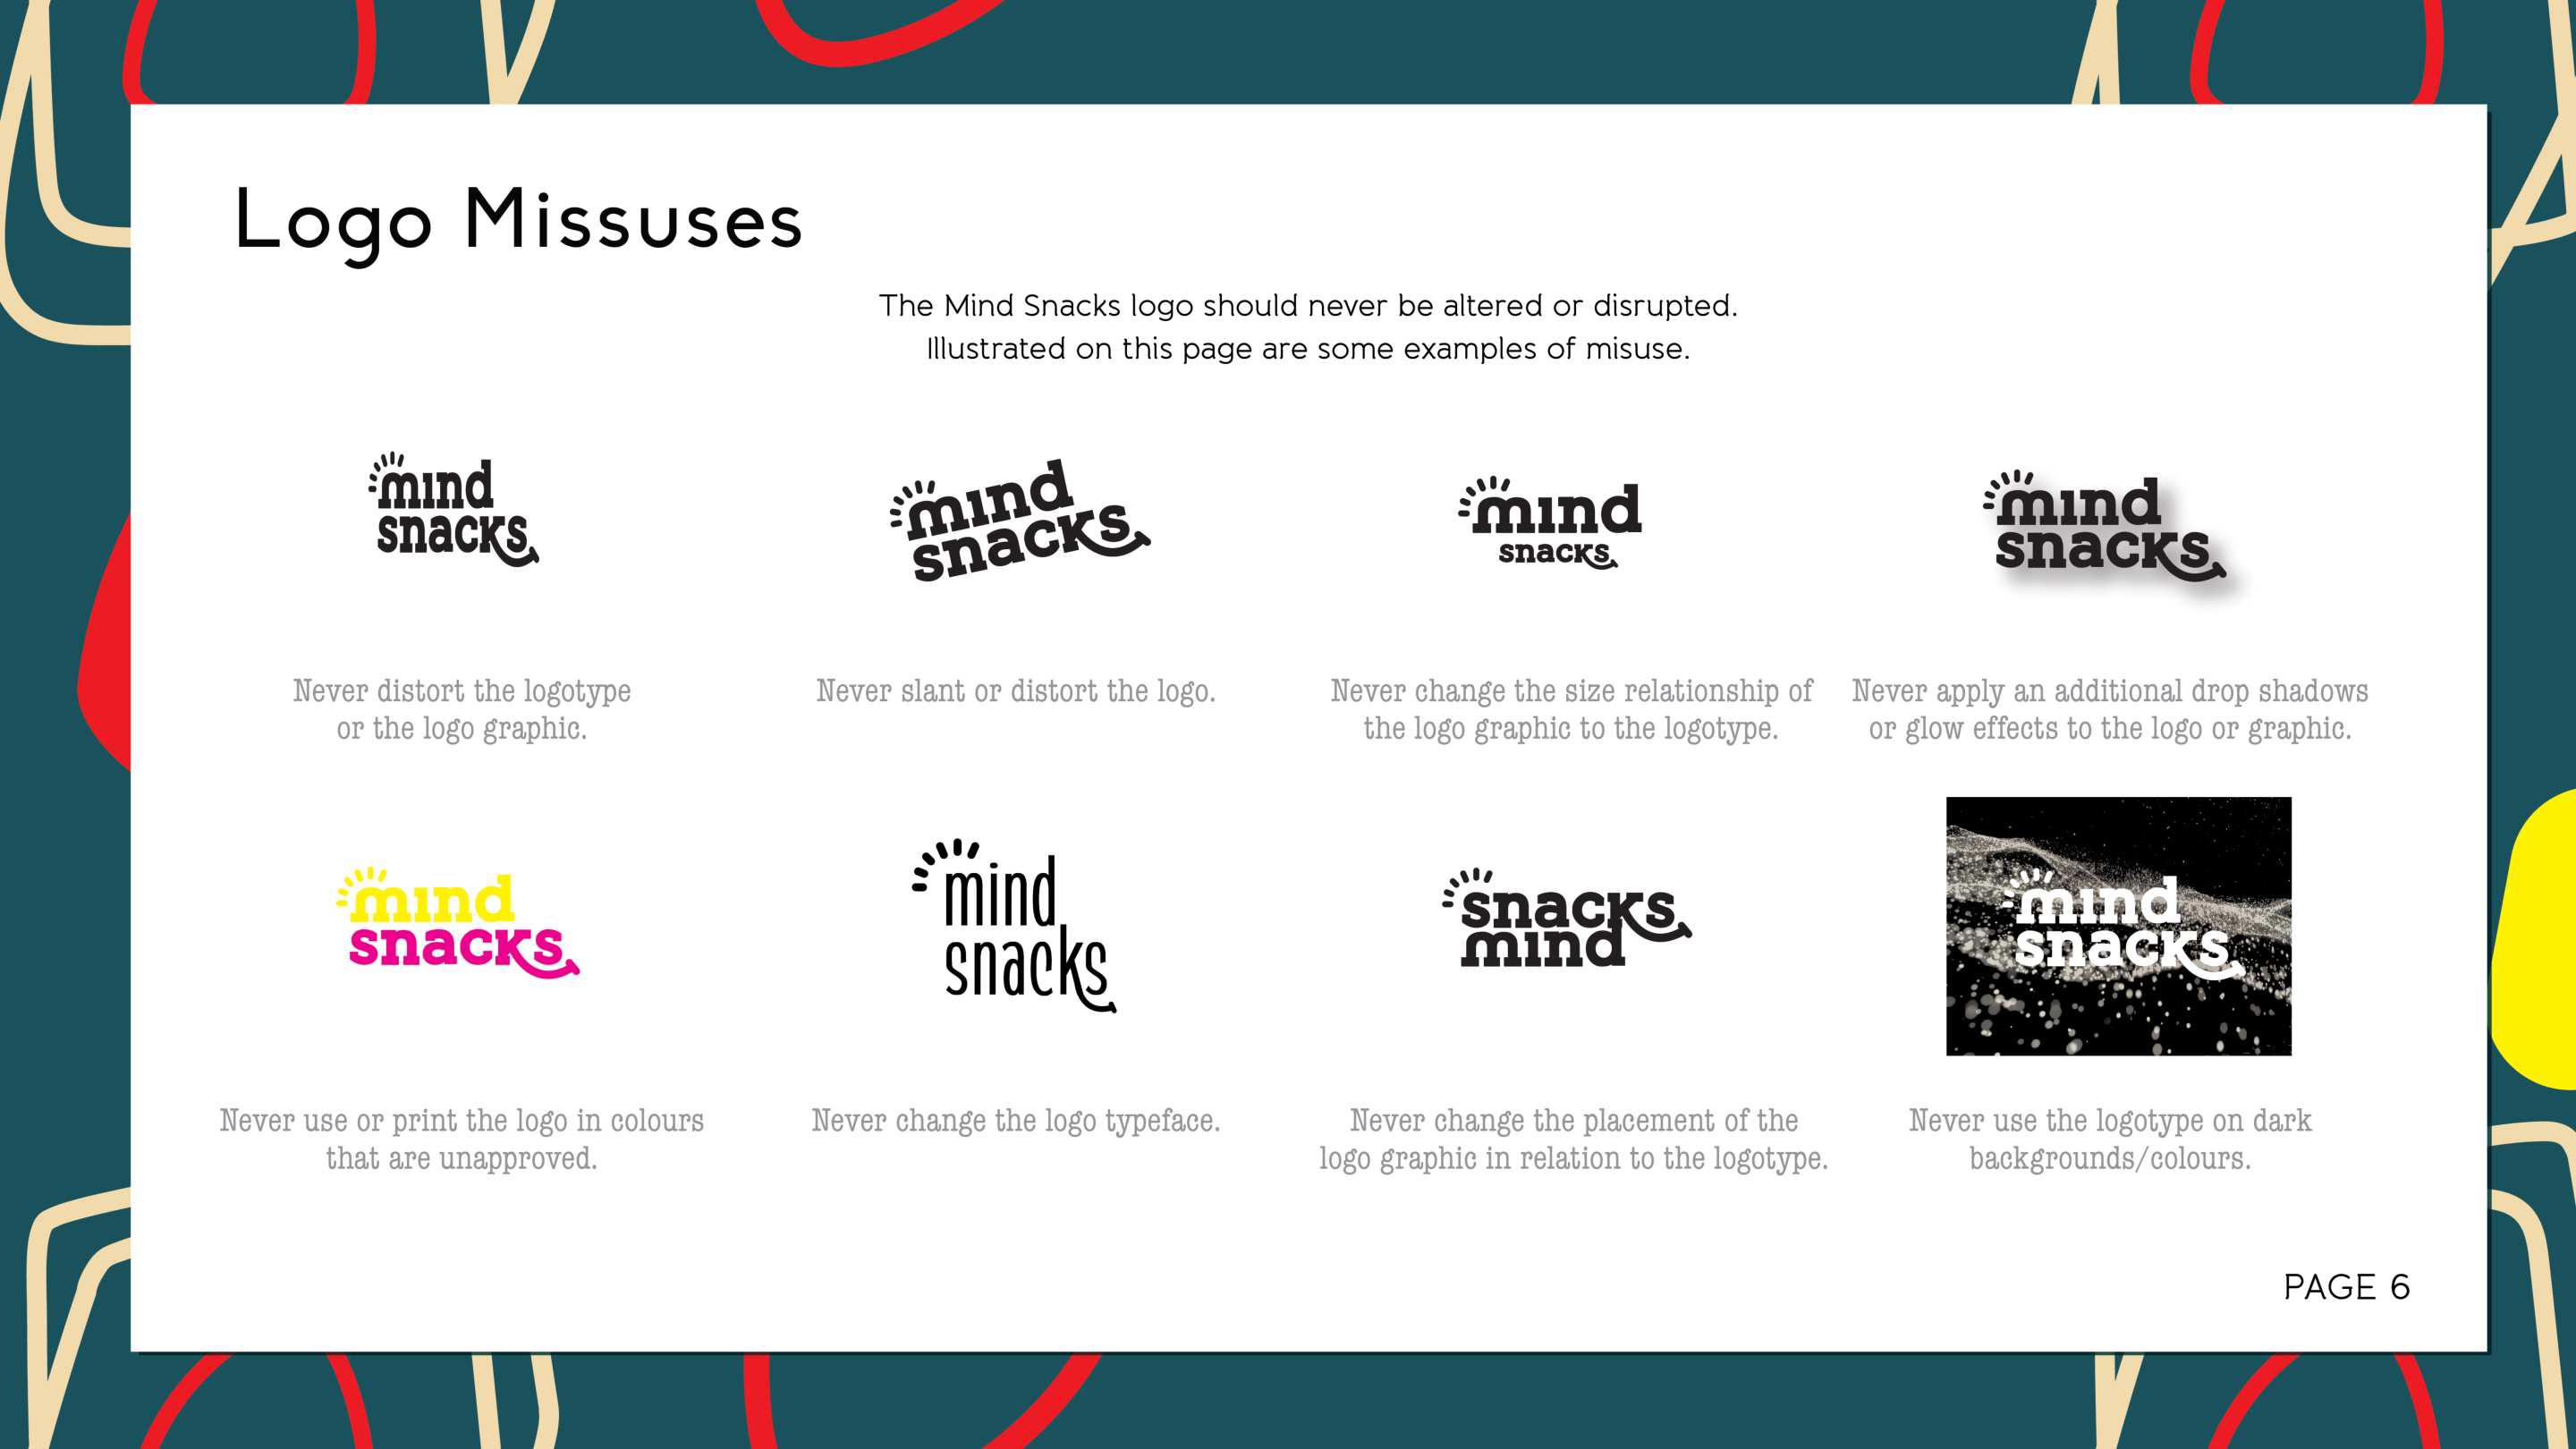 Logo Missuses
The Mind Snacks logo should never be altered or disrupted.
Illustrated on this page are some examples of misuse.
mind
snacks
mind
snacks
mind
snacks
mind
snacks
Never distort the logotype
or the logo graphic.
Never slant or distort the logo.
Never change the size relationship of
the logo graphic to the logotype.
Never apply an additional drop shadows
or glow effects to the logo or graphic.
mind
snacks
mind
snacks
snacks
mind
mind
snacks
Never use or print the logo in colours
that are unapproved.
Never change the logo typeface.
Never change the placement of the
logo graphic in relation to the logotype.
Never use the logotype on dark
backgrounds/colours.
PAGE 6